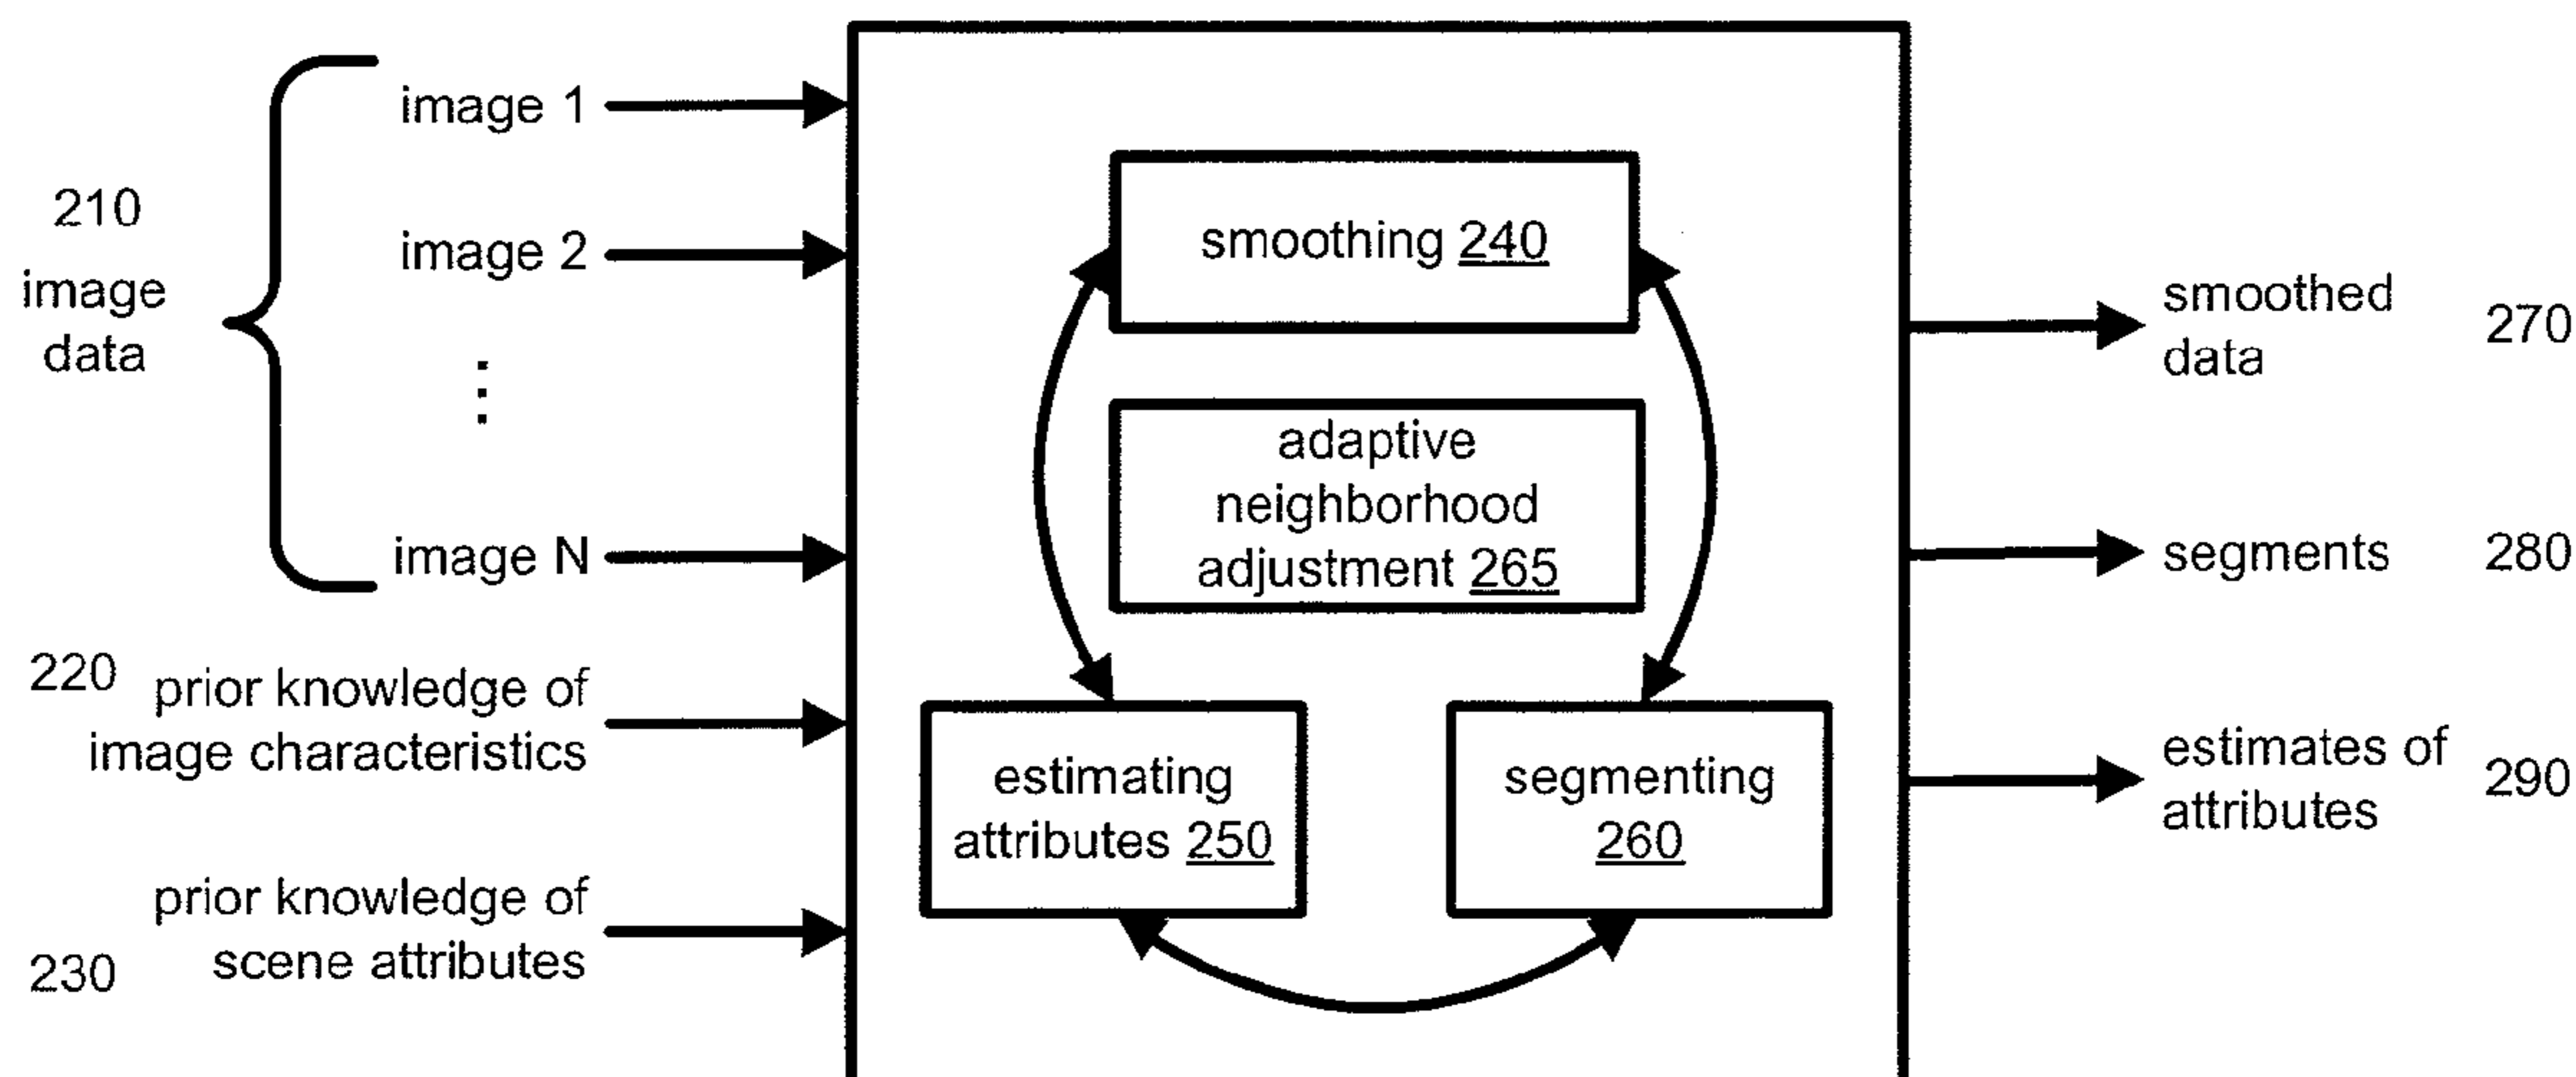 210
image
data
image 1
image 2
⋮
image N
220
prior knowledge of
image characteristics
230
prior knowledge of
scene attributes
smoothing 240
adaptive
neighborhood
adjustment 265
estimating
attributes 250
segmenting
260
smoothed
data
270
segments
280
estimates of
attributes
290